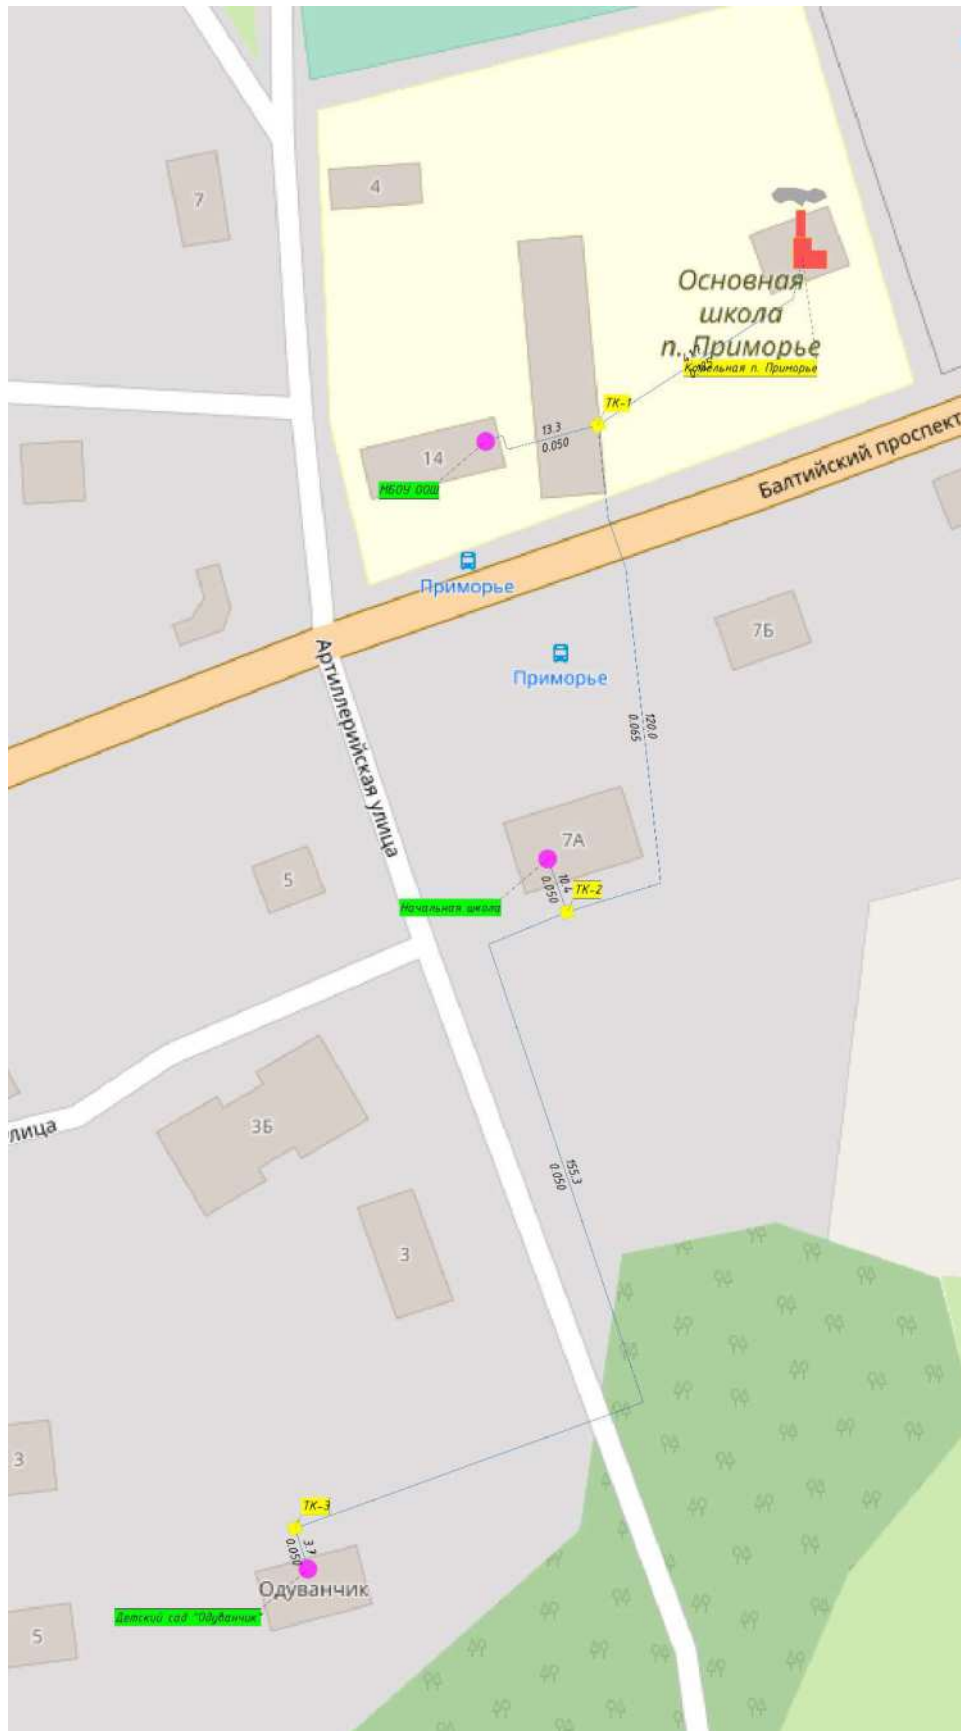 7
4
Основная
школа
п. Приморье
Котельная п. Приморье
ТК-1
13.3
0.050
14
МБОУ ООШ
Балтийский проспект
Приморье
7Б
Приморье
Артиллерийская улица
120.0
0.065
7А
5
10.4
0.050
ТК-2
Начальная школа
3Б
лица
155.3
0.050
3
3
ТК-3
3.7
0.050
Одуванчик
Детский сад "Одуванчик"
5